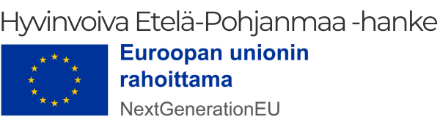 Hyvinvoiva Etelä-Pohjanmaa -hanke
Euroopan unionin
rahoittama
NextGenerationEU